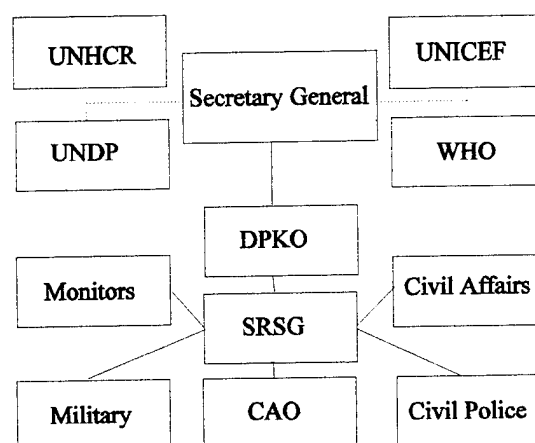 UNHCR
UNICEF
Secretary General
UNDP
WHO
DPKO
Monitors
Civil Affairs
SRSG
Military
CAO
Civil Police